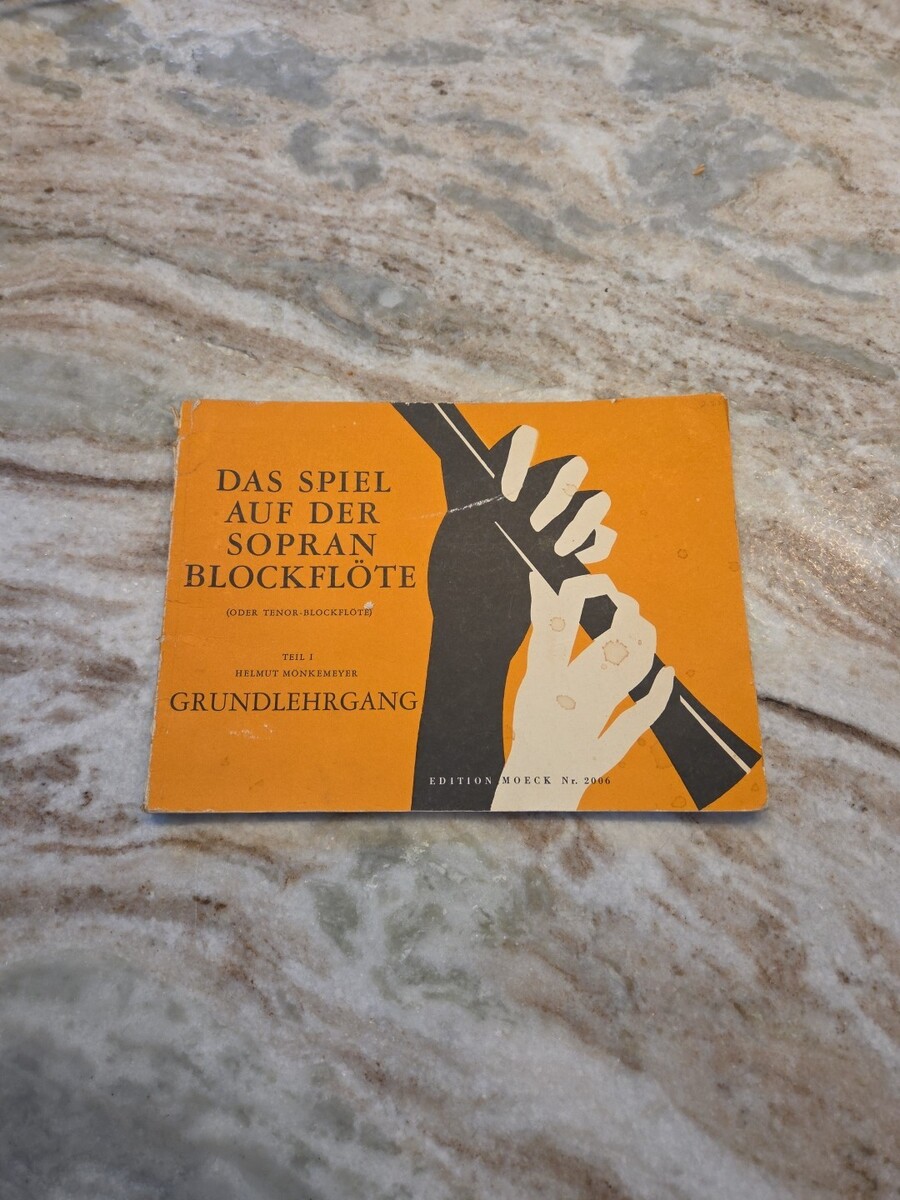 DAS SPIEL
AUF DER
SOPRAN
BLOCKFLÖTE
(ODER TENOR-BLOCKFLÖTE)
TEIL I
HELMUT MÖNKEMEYER
GRUNDLEHRGANG
EDITION MOECK Nr. 2006